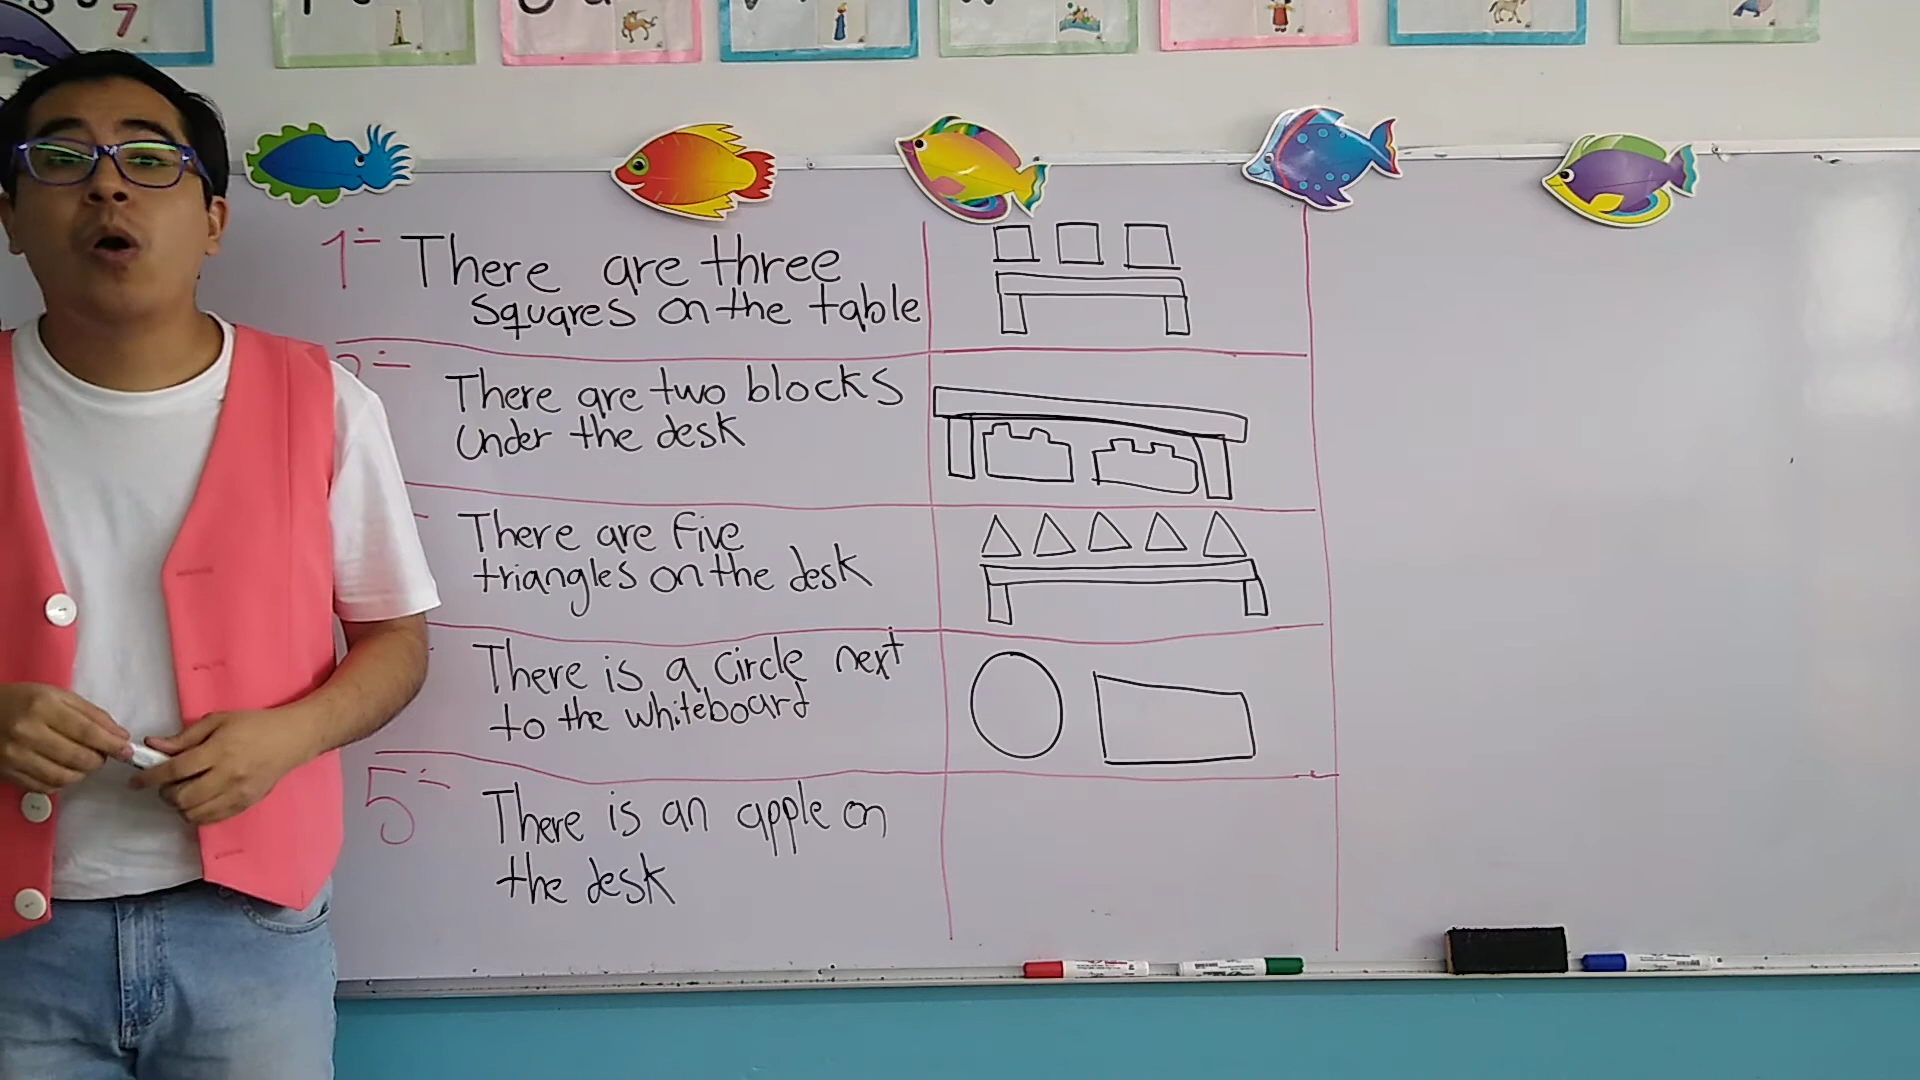 7
1- There are three
squares on the table
There are two blocks
under the desk
There are five
triangles on the desk
There is a circle next
to the whiteboard
5- There is an apple on
the desk